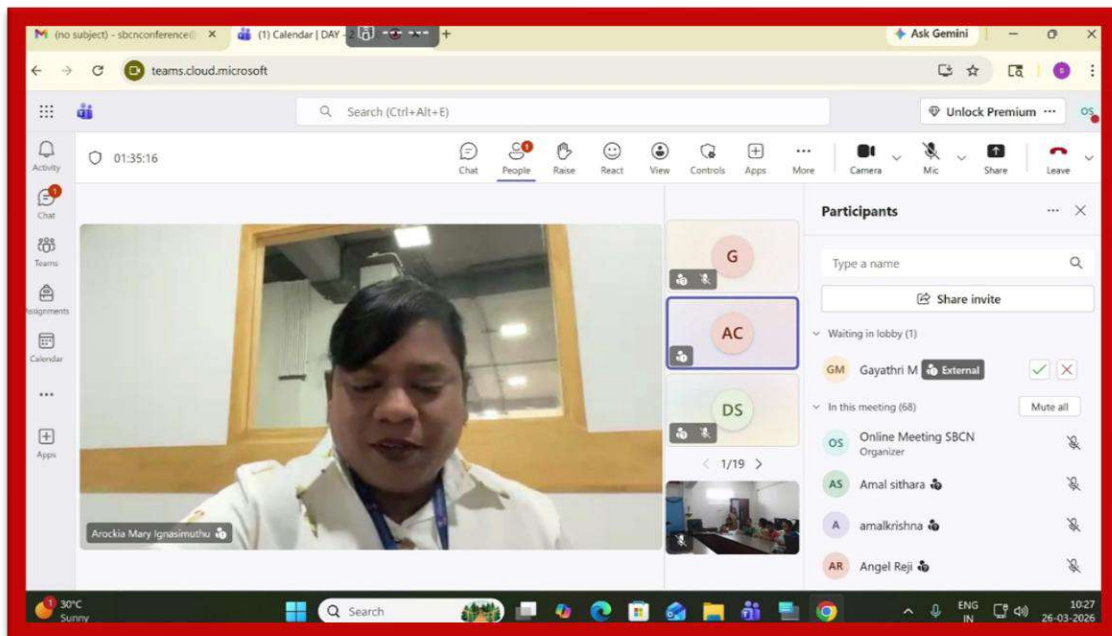 (no subject) - sbcnconference@
(1) Calendar | DAY - 2
Ask Gemini
teams.cloud.microsoft
Search (Ctrl+Alt+E)
Unlock Premium
OS
Activity
01:35:16
Chat
People
1
Raise
React
View
Controls
Apps
More
Camera
Mic
Share
Leave
1
Chat
Teams
Assignments
Calendar
Apps
Arockia Mary Ignasimuthu
G
AC
DS
1/19
Participants
Type a name
Share invite
Waiting in lobby (1)
GM Gayathri M External
In this meeting (68) Mute all
OS Online Meeting SBCN
Organizer
AS Amal sithara
A amalkrishna
AR Angel Reji
1
30°C
Sunny
Search
ENG
IN
10:27
26-03-2026